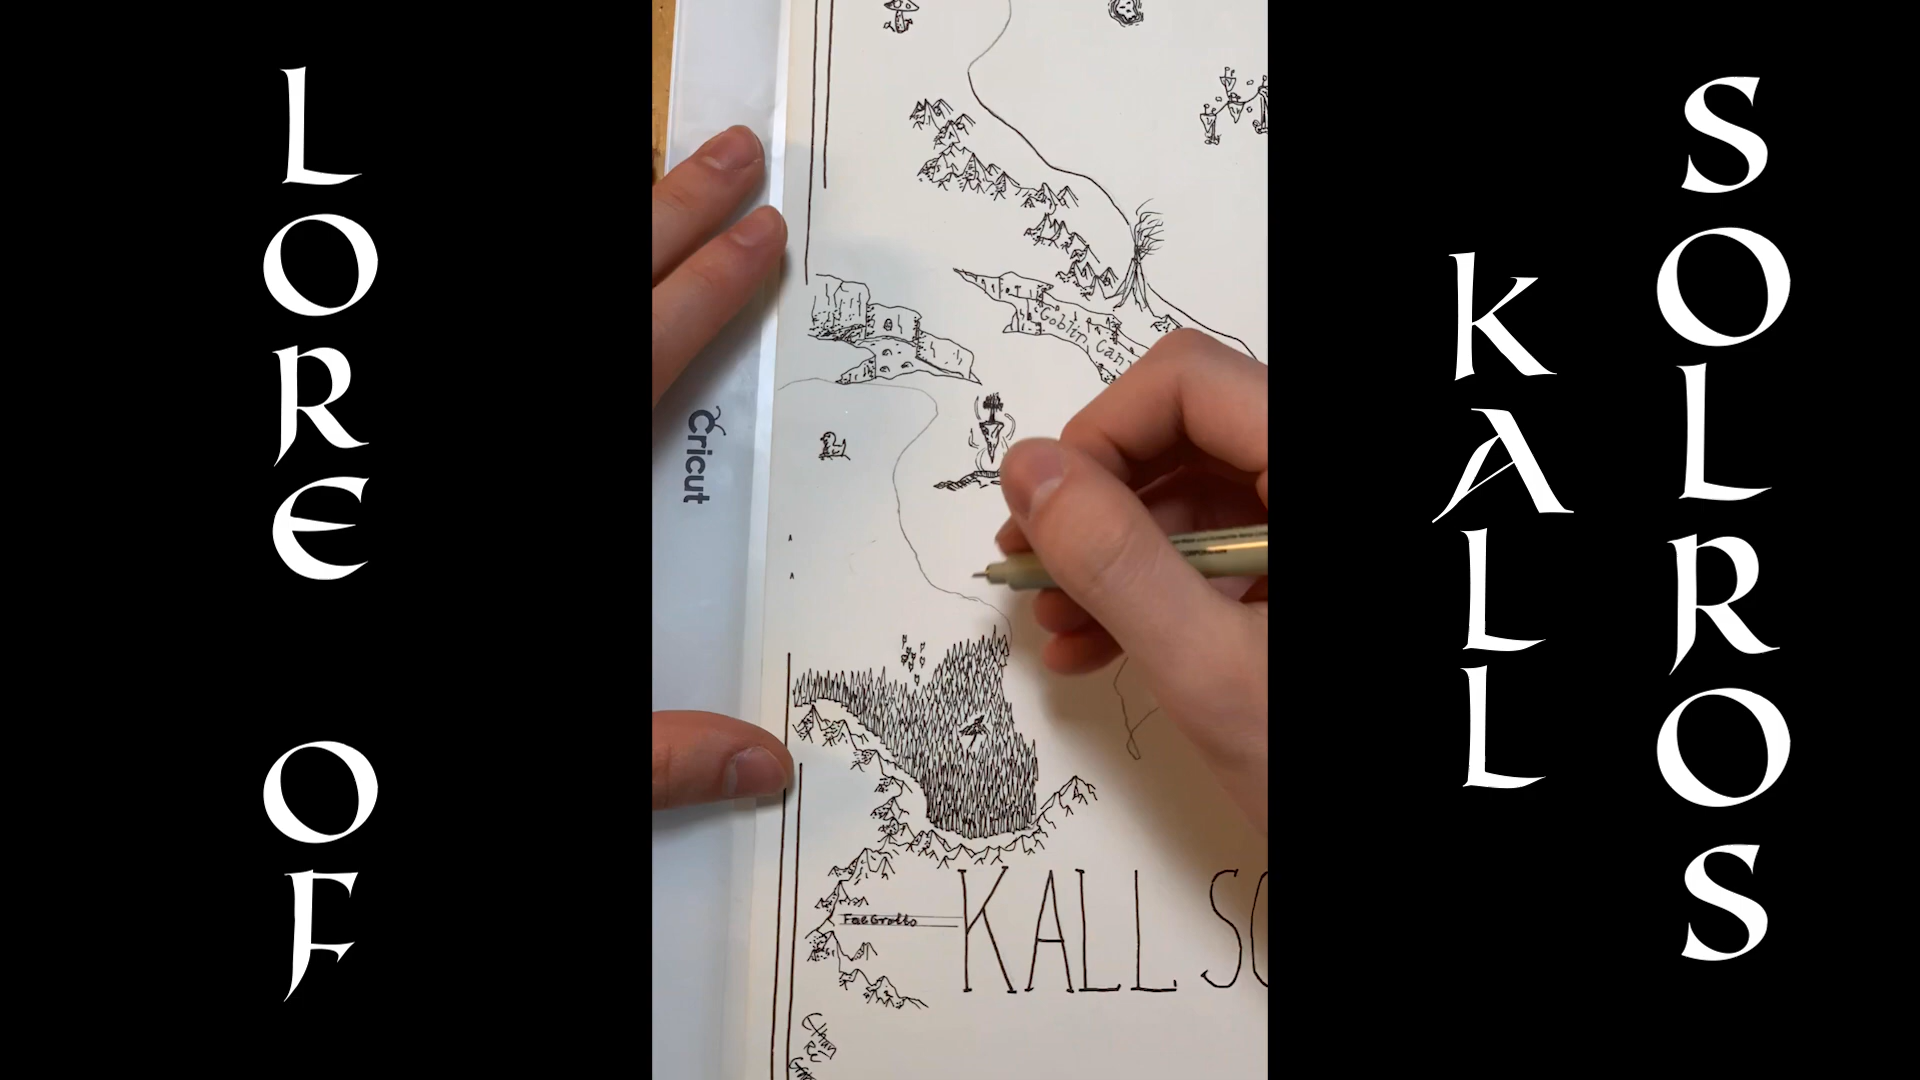 LORE OF
KALL
SOLROS
Cricut
Goblin Can
A
A
Fae Grotto
KALL SO